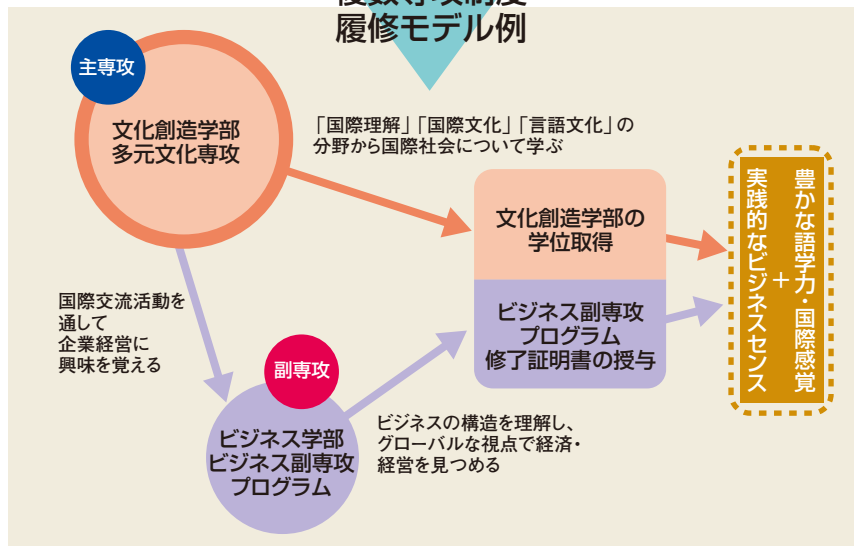 複数専攻制度
履修モデル例
主専攻
文化創造学部
多元文化専攻
「国際理解」「国際文化」「言語文化」の
分野から国際社会について学ぶ
国際交流活動を
通して
企業経営に
興味を覚える
副専攻
ビジネス学部
ビジネス副専攻
プログラム
ビジネスの構造を理解し、
グローバルな視点で経済・
経営を見つめる
文化創造学部の
学位取得
ビジネス副専攻
プログラム
修了証明書の授与
豊かな語学力・国際感覚
+
実践的なビジネスセンス